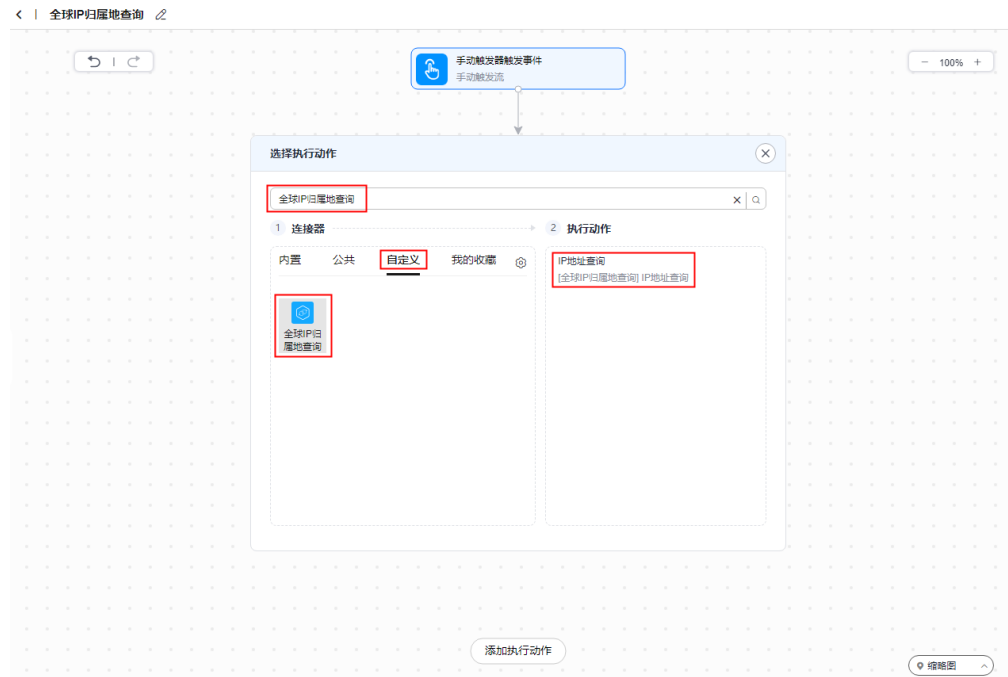 全球IP归属地查询
手动触发器触发事件
手动触发流
100%
选择执行动作
全球IP归属地查询
1 连接器
2 执行动作
内置 公共 自定义 我的收藏
IP地址查询
[全球IP归属地查询] IP地址查询
全球IP归
属地查询
添加执行动作
缩略图